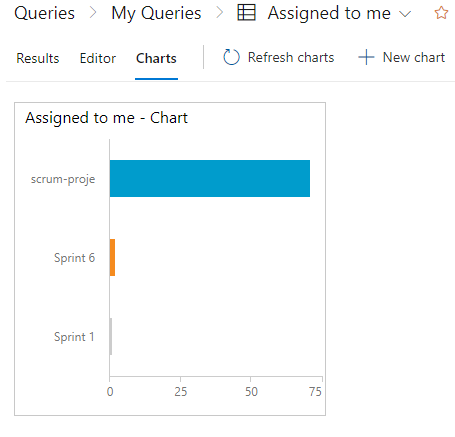 Queries > My Queries > Assigned to me
Results Editor Charts Refresh charts New chart
Assigned to me - Chart
scrum-proje
Sprint 6
Sprint 1
0 25 50 75